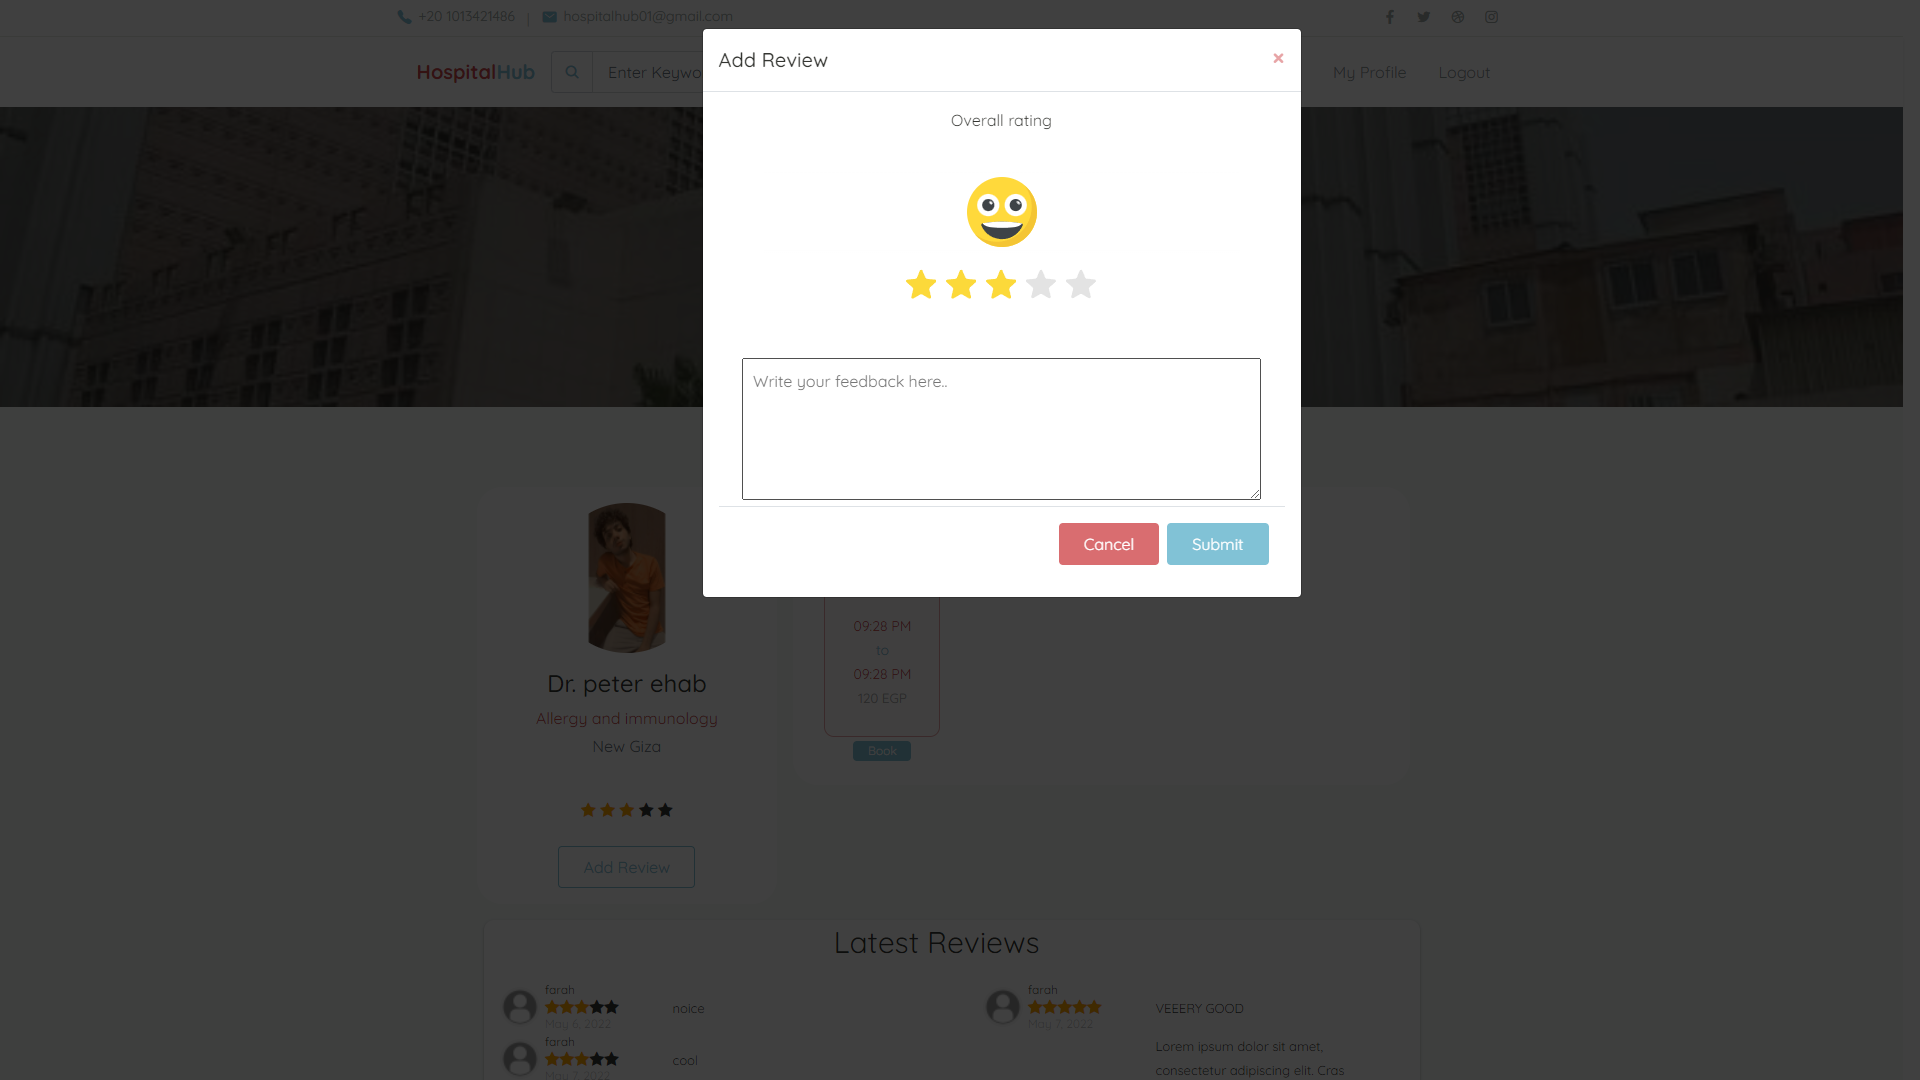 +20 1013421486 | hospitalhub01@gmail.com
HospitalHub
Enter Keywo
My Profile
Logout
Add Review
×
Overall rating
Write your feedback here..
Cancel
Submit
Dr. peter ehab
Allergy and immunology
New Giza
Add Review
09:28 PM
to
09:28 PM
120 EGP
Book
Latest Reviews
farah
May 6, 2022
noice
farah
May 7, 2022
cool
farah
May 7, 2022
VEEERY GOOD
Lorem ipsum dolor sit amet,
consectetur adipiscing elit. Cras